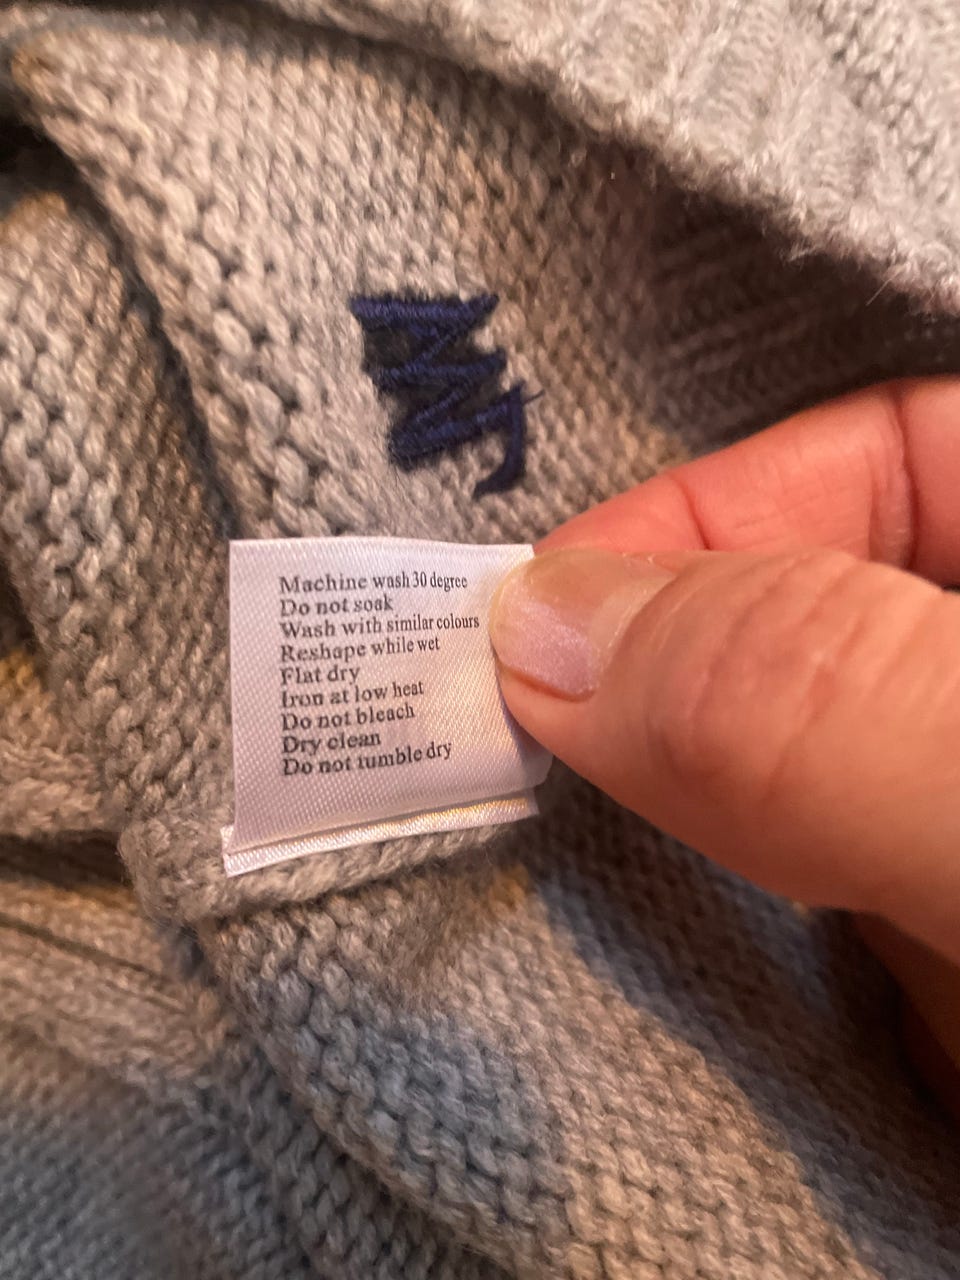 Machine wash 30 degree
Do not soak
Wash with similar colours
Reshape while wet
Flat dry
Iron at low heat
Do not bleach
Dry clean
Do not tumble dry